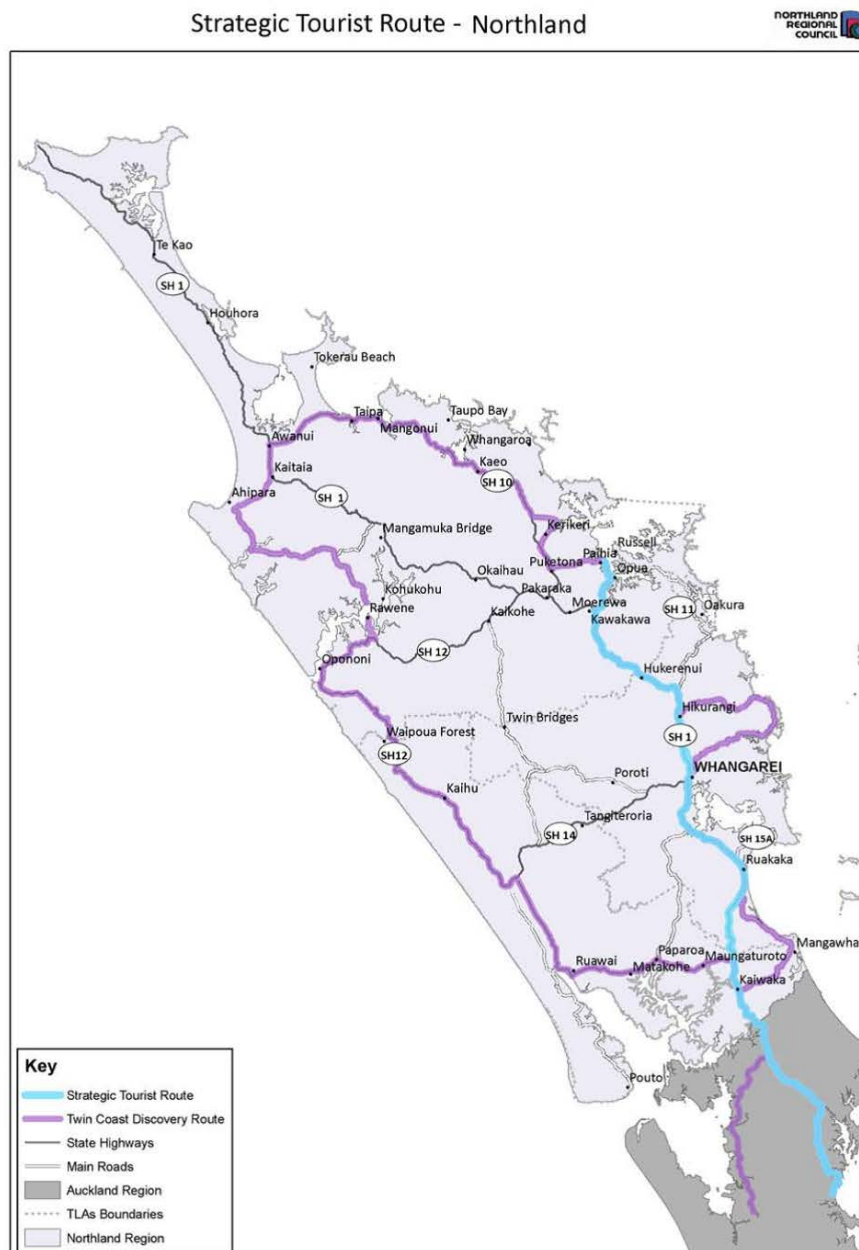 Strategic Tourist Route - Northland
NORTHLAND
REGIONAL
COUNCIL
Te Kao
SH 1
Houhora
Tokerau Beach
Taipa
Mangonui
Taupo Bay
Awanui
Whangaroa
Kaeo
Kaitaia
SH 10
Ahipara
SH 1
Mangamuka Bridge
Kerikeri
Russell
Puketona
Paihia
Opua
Okaihau
Kohukohu
Pakaraka
Moerewa
SH 11
Oakura
Rawene
Kaikohe
Kawakawa
SH 12
Opononi
Hukerenui
Hikurangi
Twin Bridges
SH 1
Waipoua Forest
SH12
WHANGAREI
Kaihu
Poroti
Tangiteroria
SH 14
SH 15A
Ruakaka
Paparoa
Maungaturoto
Mangawha
Ruawai
Matakohe
Kaiwaka
Pouto
Key
Strategic Tourist Route
Twin Coast Discovery Route
State Highways
Main Roads
Auckland Region
TLAs Boundaries
Northland Region